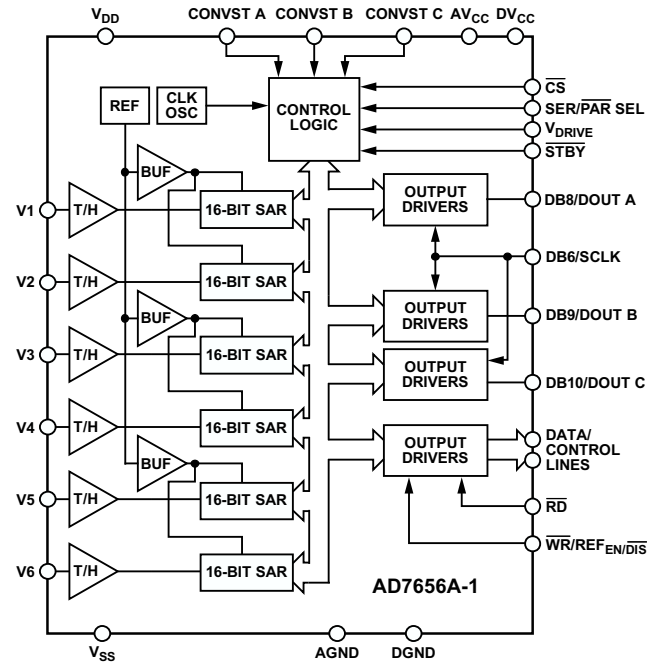 VDD
CONVST A CONVST B CONVST C AVCC DVCC
REF
CLK
OSC
CONTROL
LOGIC
CS
SER/PAR SEL
VDRIVE
STBY
BUF
V1
T/H
16-BIT SAR
OUTPUT
DRIVERS
DB8/DOUT A
V2
T/H
16-BIT SAR
DB6/SCLK
BUF
OUTPUT
DRIVERS
DB9/DOUT B
V3
T/H
16-BIT SAR
OUTPUT
DRIVERS
DB10/DOUT C
V4
T/H
16-BIT SAR
OUTPUT
DRIVERS
DATA/
CONTROL
LINES
BUF
V5
T/H
16-BIT SAR
RD
WR/REFEN/DIS
V6
T/H
16-BIT SAR
AD7656A-1
VSS
AGND
DGND